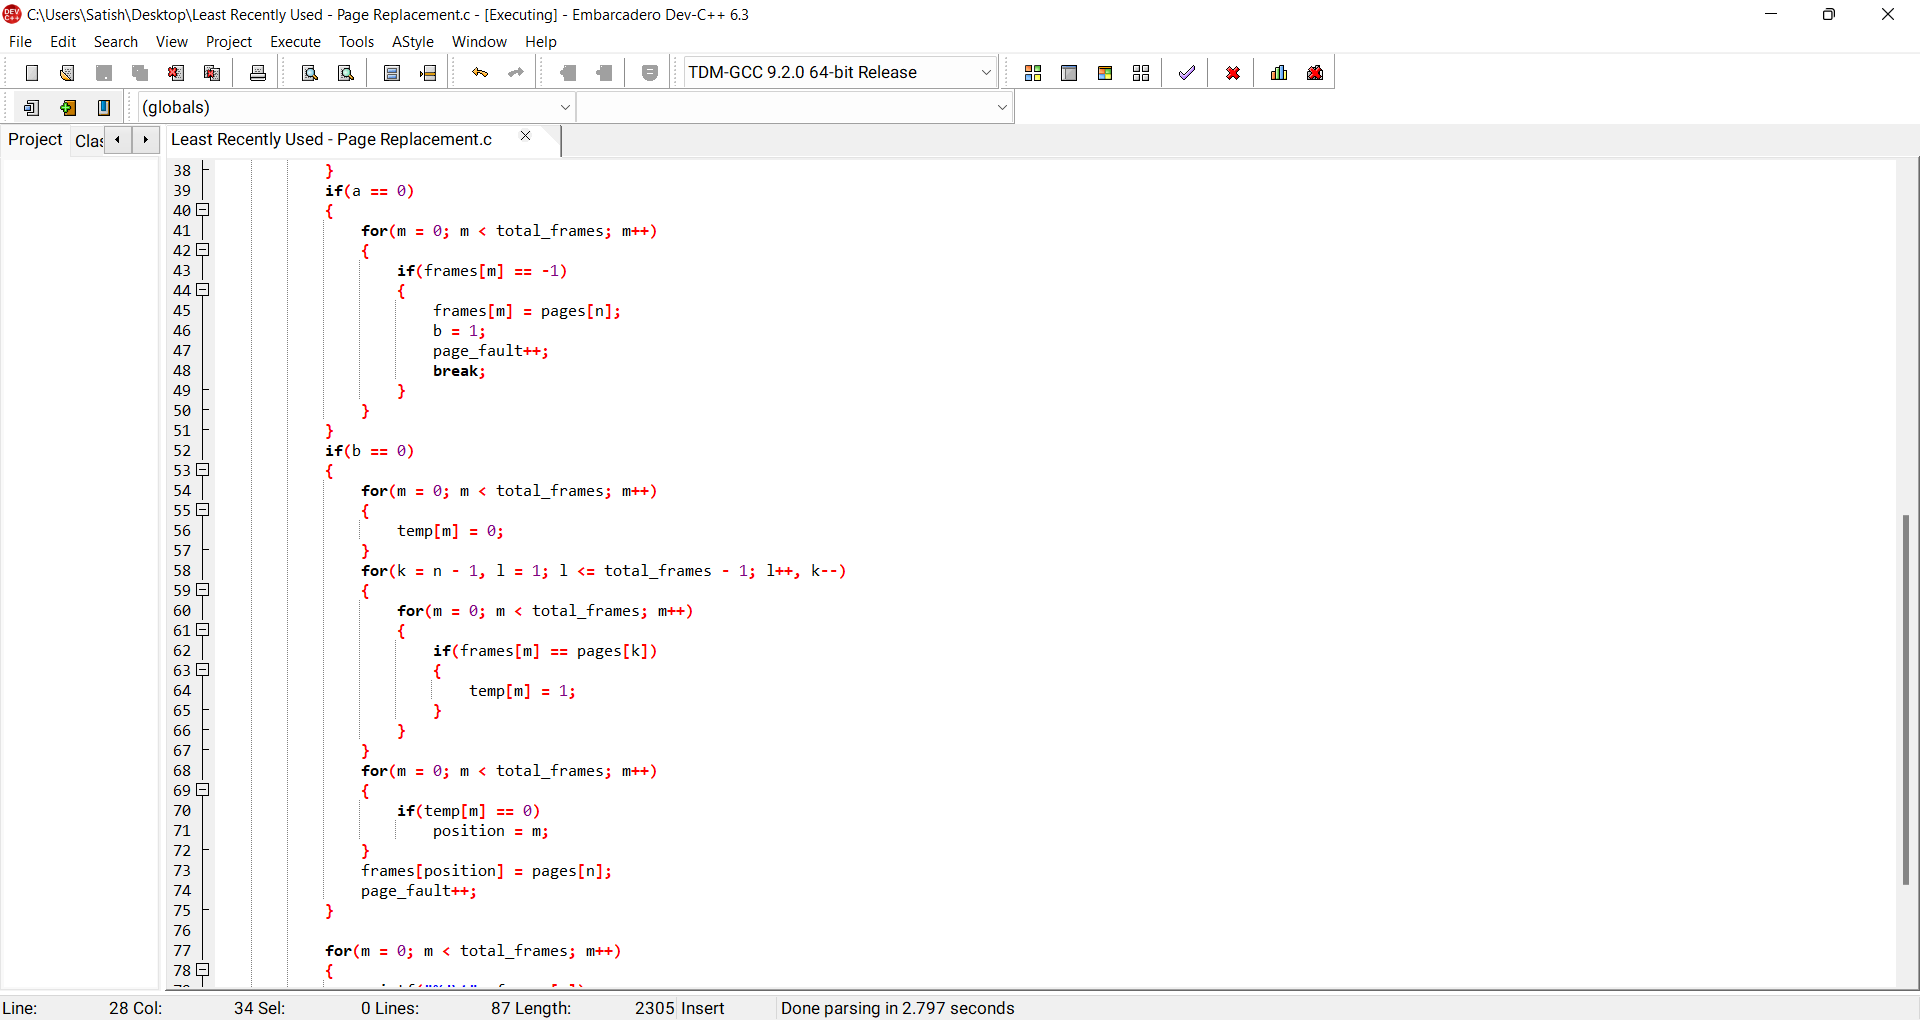 C:\Users\Satish\Desktop\Least Recently Used - Page Replacement.c - [Executing] - Embarcadero Dev-C++ 6.3
File Edit Search View Project Execute Tools AStyle Window Help
TDM-GCC 9.2.0 64-bit Release
(globals)
Project Clas Least Recently Used - Page Replacement.c
38 }
39 if(a == 0)
40 {
41 for(m = 0; m < total_frames; m++)
42 {
43 if(frames[m] == -1)
44 {
45 frames[m] = pages[n];
46 b = 1;
47 page_fault++;
48 break;
49 }
50 }
51 }
52 if(b == 0)
53 {
54 for(m = 0; m < total_frames; m++)
55 {
56 temp[m] = 0;
57 }
58 for(k = n - 1, l = 1; l <= total_frames - 1; l++, k--)
59 {
60 for(m = 0; m < total_frames; m++)
61 {
62 if(frames[m] == pages[k])
63 {
64 temp[m] = 1;
65 }
66 }
67 }
68 for(m = 0; m < total_frames; m++)
69 {
70 if(temp[m] == 0)
71 position = m;
72 }
73 frames[position] = pages[n];
74 page_fault++;
75 }
76
77 for(m = 0; m < total_frames; m++)
78 {
Line: 28 Col: 34 Sel: 0 Lines: 87 Length: 2305 Insert Done parsing in 2.797 seconds